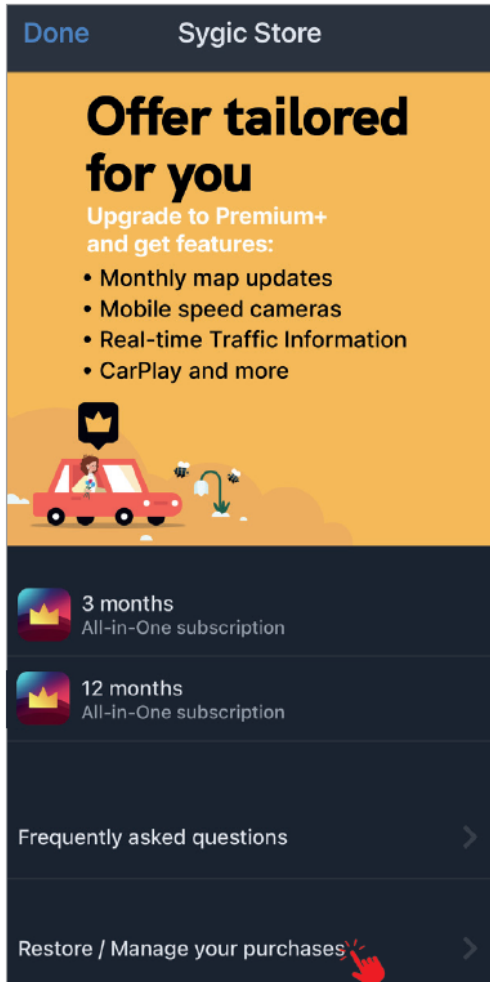 Done Sygic Store
Offer tailored
for you
Upgrade to Premium+
and get features:
• Monthly map updates
• Mobile speed cameras
• Real-time Traffic Information
• CarPlay and more
3 months
All-in-One subscription
12 months
All-in-One subscription
Frequently asked questions
Restore / Manage your purchases